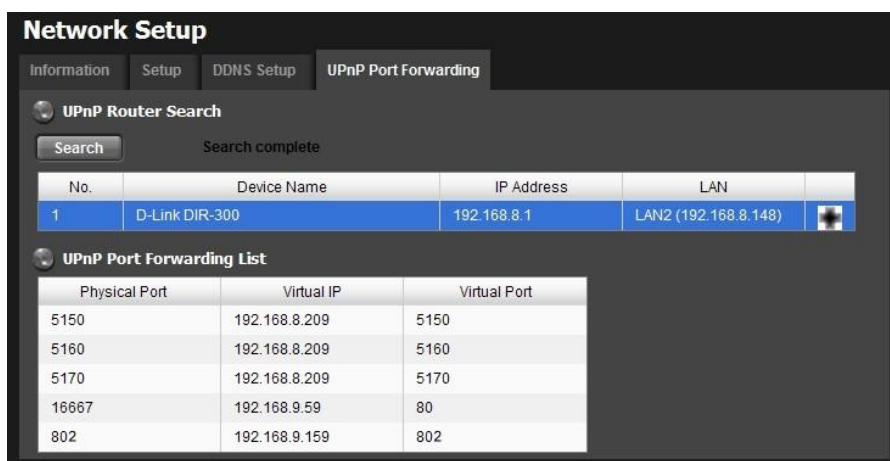 Network Setup
Information Setup DDNS Setup UPnP Port Forwarding
UPnP Router Search
Search Search complete
No. Device Name IP Address LAN
1 D-Link DIR-300 192.168.8.1 LAN2 (192.168.8.148)
UPnP Port Forwarding List
Physical Port Virtual IP Virtual Port
5150 192.168.8.209 5150
5160 192.168.8.209 5160
5170 192.168.8.209 5170
16667 192.168.9.59 80
802 192.168.9.159 802